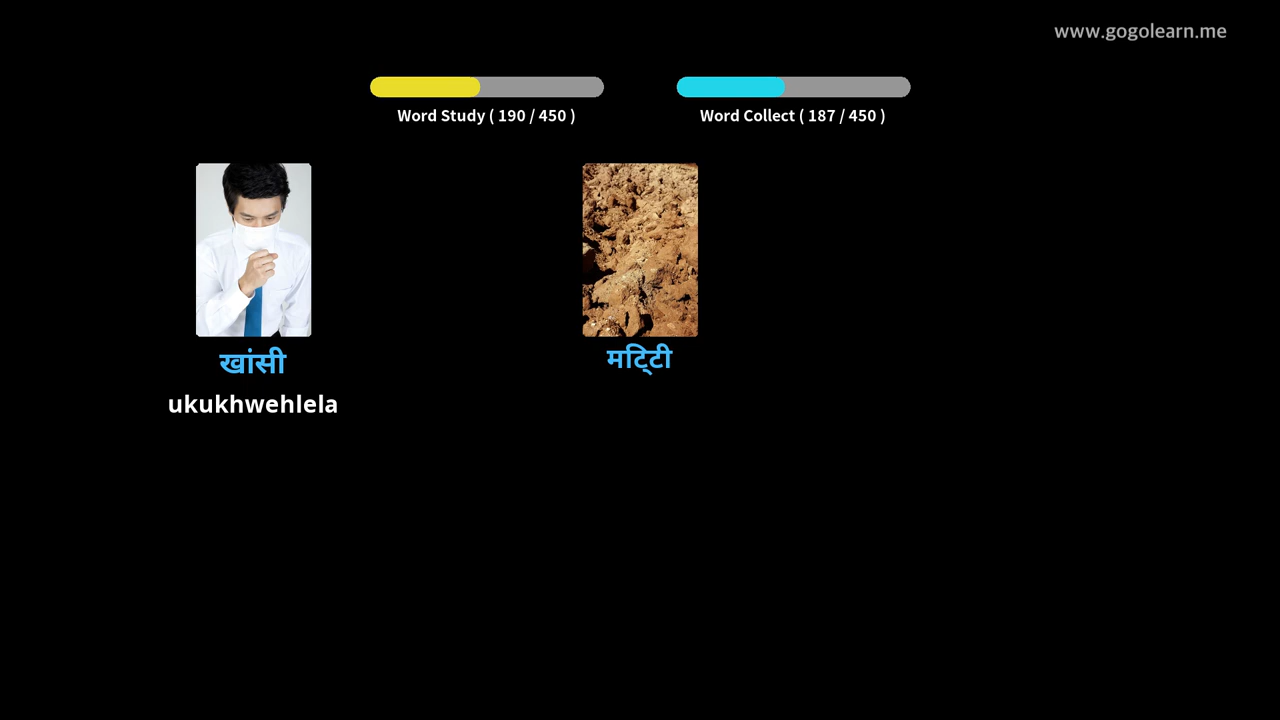 www.gogolearn.me
Word Study ( 190 / 450 )
Word Collect ( 187 / 450 )
खांसी
मिट्टी
ukukhwehlela